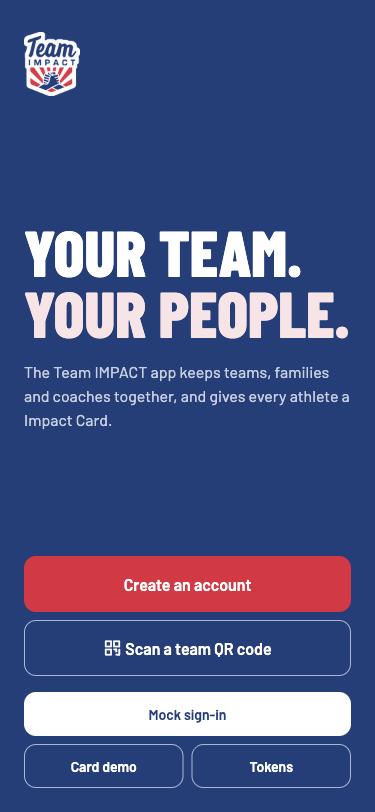 Team
IMPACT
YOUR TEAM.
YOUR PEOPLE.
The Team IMPACT app keeps teams, families
and coaches together, and gives every athlete a
Impact Card.
Create an account
Scan a team QR code
Mock sign-in
Card demo
Tokens